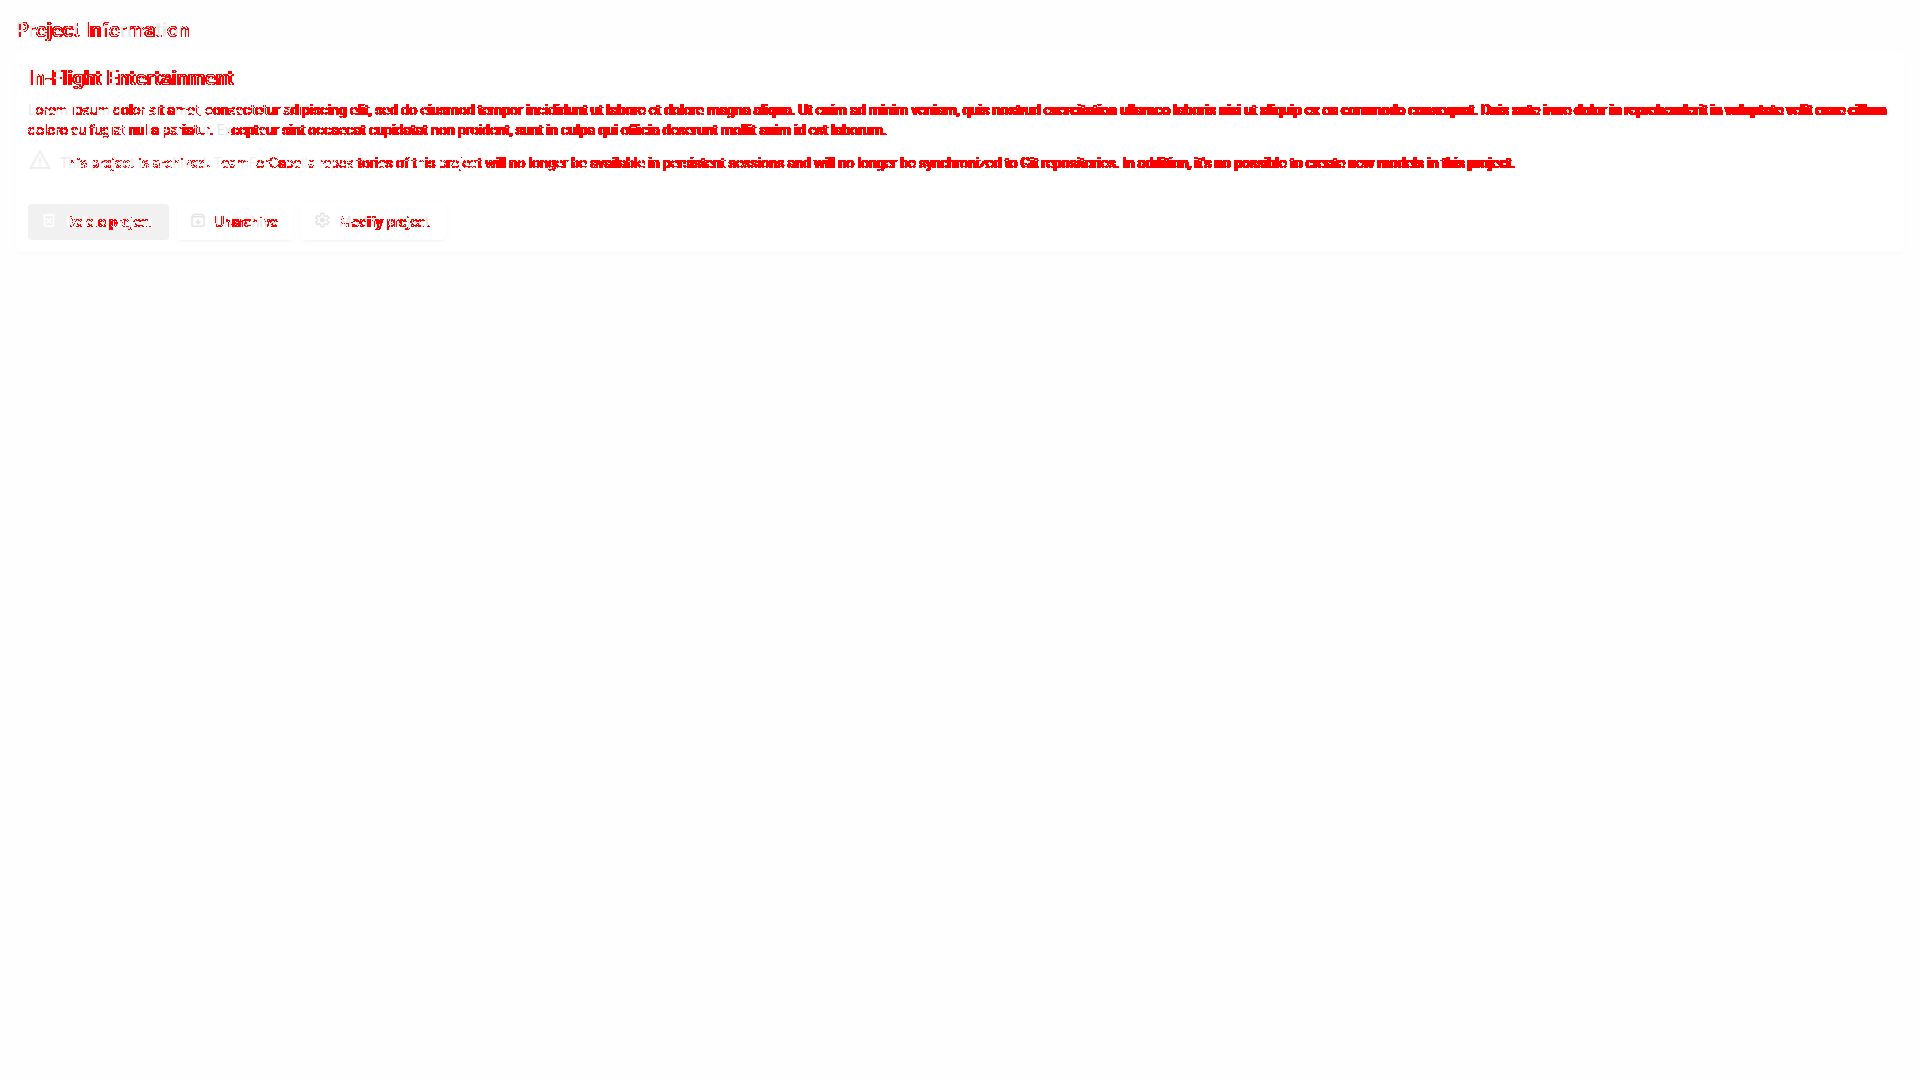 Project Information
In-Flight Entertainment
Lorem ipsum dolor sit amet, consectetur adipiscing elit, sed do eiusmod tempor incididunt ut labore et dolore magna aliqua. Ut enim ad minim veniam, quis nostrud exercitation ullamco laboris nisi ut aliquip ex ea commodo consequat. Duis aute irure dolor in reprehenderit in voluptate velit esse cillum
dolore eu fugiat nulla pariatur. Excepteur sint occaecat cupidatat non proident, sunt in culpa qui officia deserunt mollit anim id est laborum.
This project is archived. TeamForCapella repositories of this project will no longer be available in persistent sessions and will no longer be synchronized to Git repositories. In addition, it's no possible to create new models in this project.
Delete project
Unarchive
Modify project